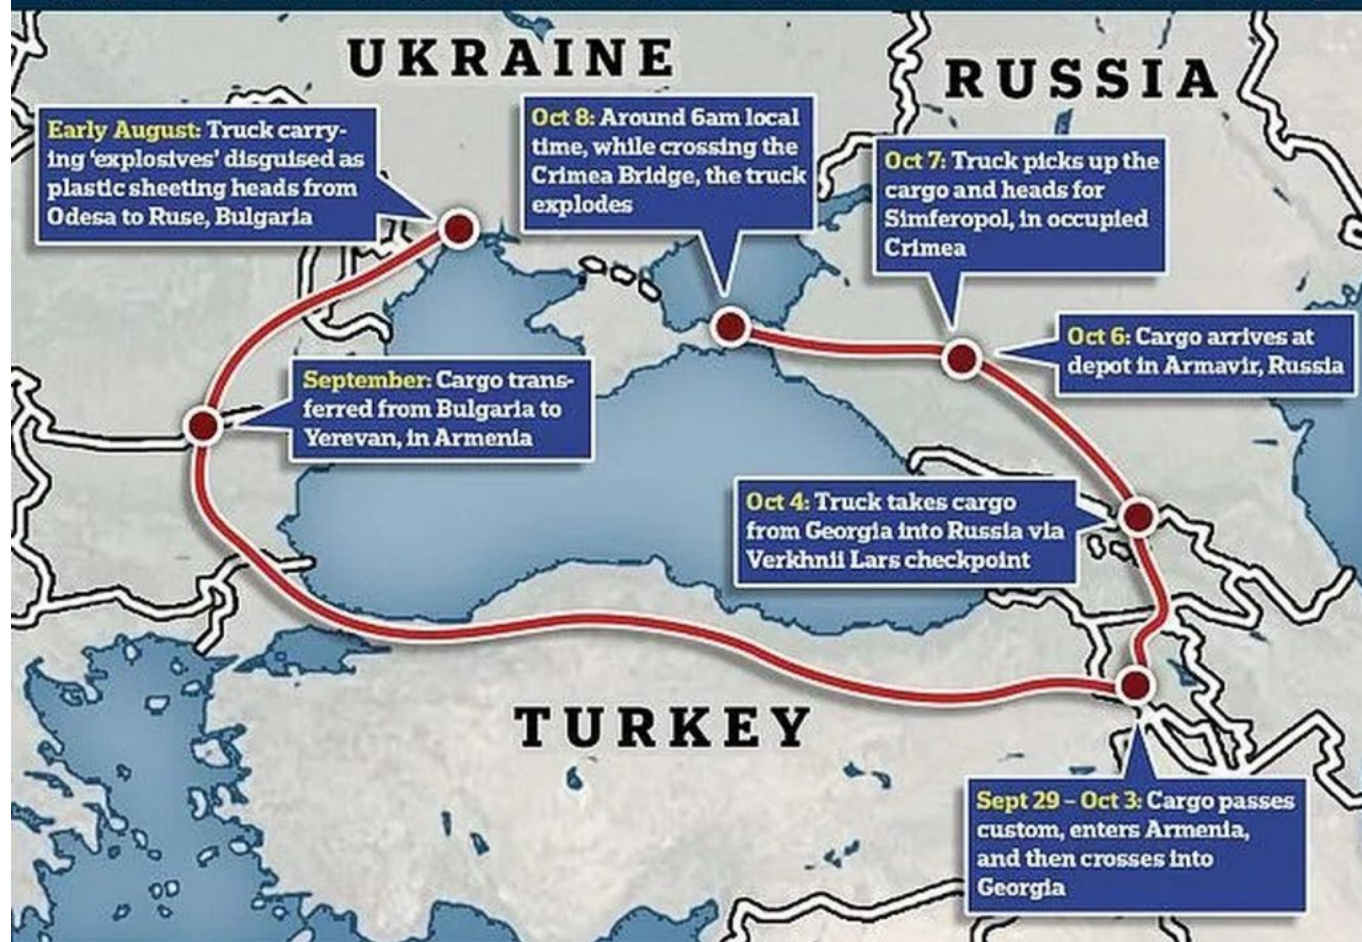 UKRAINE
RUSSIA
Early August: Truck carry-
ing ‘explosives’ disguised as
plastic sheeting heads from
Odesa to Ruse, Bulgaria
Oct 8: Around 6am local
time, while crossing the
Crimea Bridge, the truck
explodes
Oct 7: Truck picks up the
cargo and heads for
Simferopol, in occupied
Crimea
Oct 6: Cargo arrives at
depot in Armavir, Russia
September: Cargo trans-
ferred from Bulgaria to
Yerevan, in Armenia
Oct 4: Truck takes cargo
from Georgia into Russia via
Verkhnii Lars checkpoint
TURKEY
Sept 29 – Oct 3: Cargo passes
custom, enters Armenia,
and then crosses into
Georgia